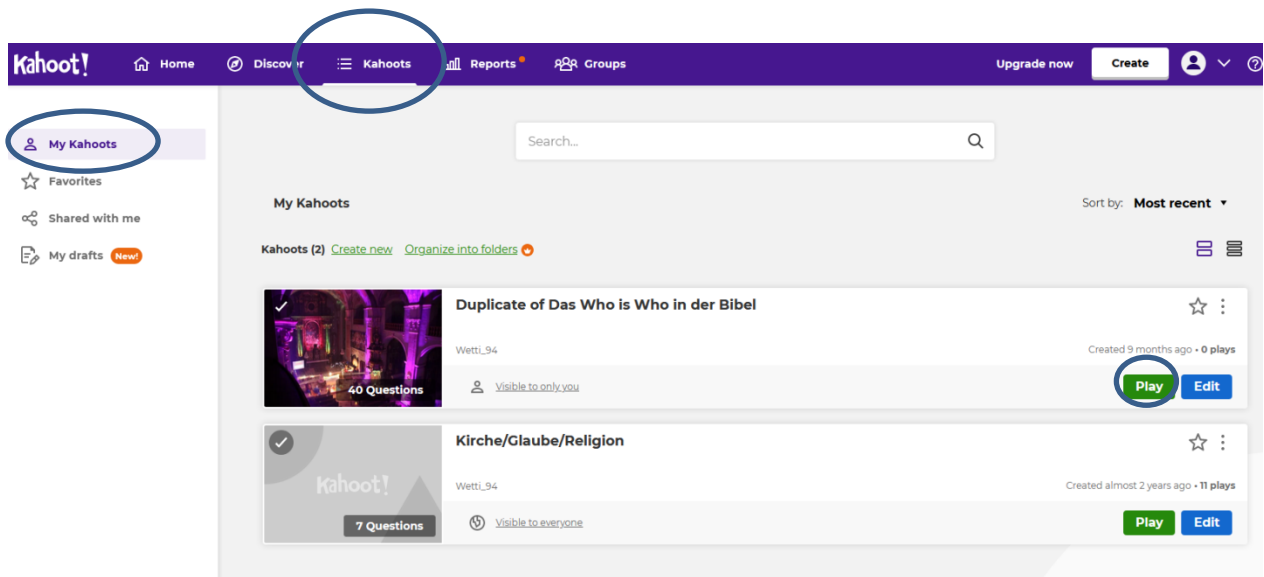 Kahoot! Home Discover Kahoots Reports Groups Upgrade now Create
My Kahoots
Favorites
Shared with me
My drafts New!
Search...
My Kahoots Sort by: Most recent
Kahoots (2) Create new Organize into folders
Duplicate of Das Who is Who in der Bibel
Wetti_94 Created 9 months ago • 0 plays
40 Questions Visible to only you Play Edit
Kirche/Glaube/Religion
Kahoot!
Wetti_94 Created almost 2 years ago • 11 plays
7 Questions Visible to everyone Play Edit